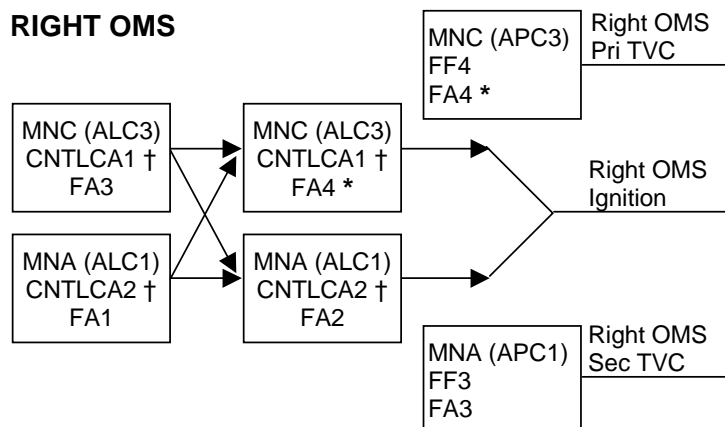 RIGHT OMS
MNC (APC3)
FF4
FA4 *
Right OMS
Pri TVC
MNC (ALC3)
CNTLCA1 †
FA3
MNC (ALC3)
CNTLCA1 †
FA4 *
Right OMS
Ignition
MNA (ALC1)
CNTLCA2 †
FA1
MNA (ALC1)
CNTLCA2 †
FA2
MNA (APC1)
FF3
FA3
Right OMS
Sec TVC